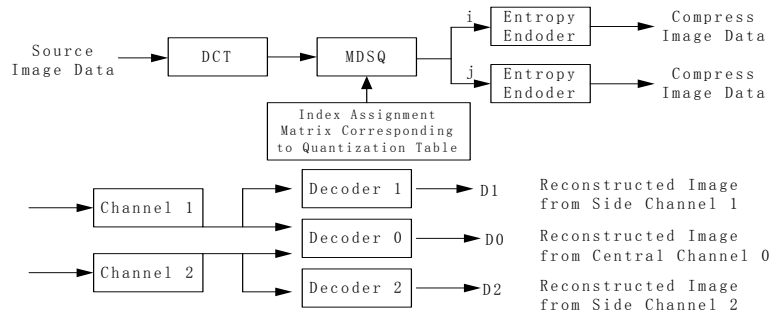 Source
Image Data
DCT
MDSQ
i
j
Entropy
Endoder
Compress
Image Data
Entropy
Endoder
Compress
Image Data
Index Assignment
Matrix Corresponding
to Quantization Table
Channel 1
Channel 2
Decoder 1
D1
Reconstructed Image
from Side Channel 1
Decoder 0
D0
Reconstructed Image
from Central Channel 0
Decoder 2
D2
Reconstructed Image
from Side Channel 2